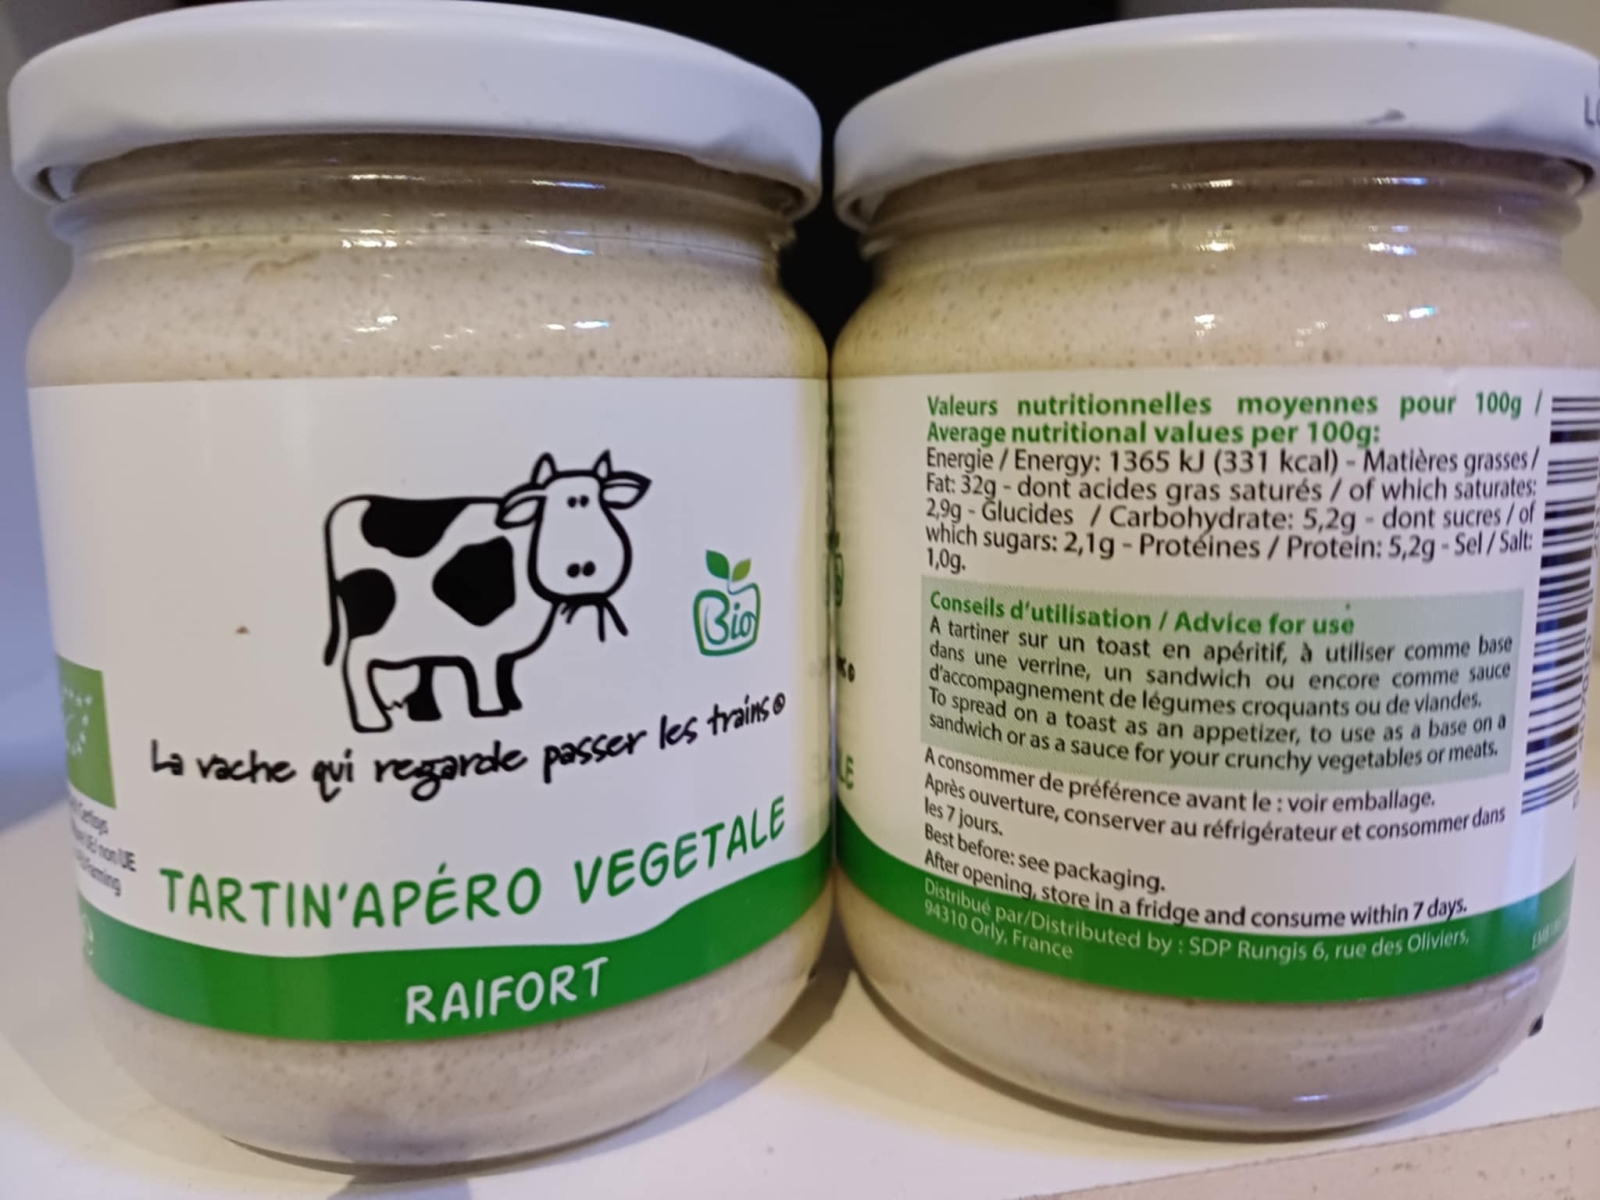 Bio
La vache qui regarde passer les trains®
TARTIN'APÉRO VEGETALE
RAIFORT
non UE
Farming
Valeurs nutritionnelles moyennes pour 100g /
Average nutritional values per 100g:
Energie / Energy: 1365 kJ (331 kcal) - Matières grasses /
Fat: 32g - dont acides gras saturés / of which saturates:
2,9g - Glucides / Carbohydrate: 5,2g - dont sucres / of
which sugars: 2,1g - Protéines / Protein: 5,2g - Sel / Salt:
1,0g.
Conseils d'utilisation / Advice for use
A tartiner sur un toast en apéritif, à utiliser comme base
dans une verrine, un sandwich ou encore comme sauce
d'accompagnement de légumes croquants ou de viandes.
To spread on a toast as an appetizer, to use as a base on a
sandwich or as a sauce for your crunchy vegetables or meats.
A consommer de préférence avant le : voir emballage.
Après ouverture, conserver au réfrigérateur et consommer dans
les 7 jours.
Best before: see packaging.
After opening, store in a fridge and consume within 7 days.
Distribué par/Distributed by : SDP Rungis 6, rue des Oliviers,
94310 Orly, France